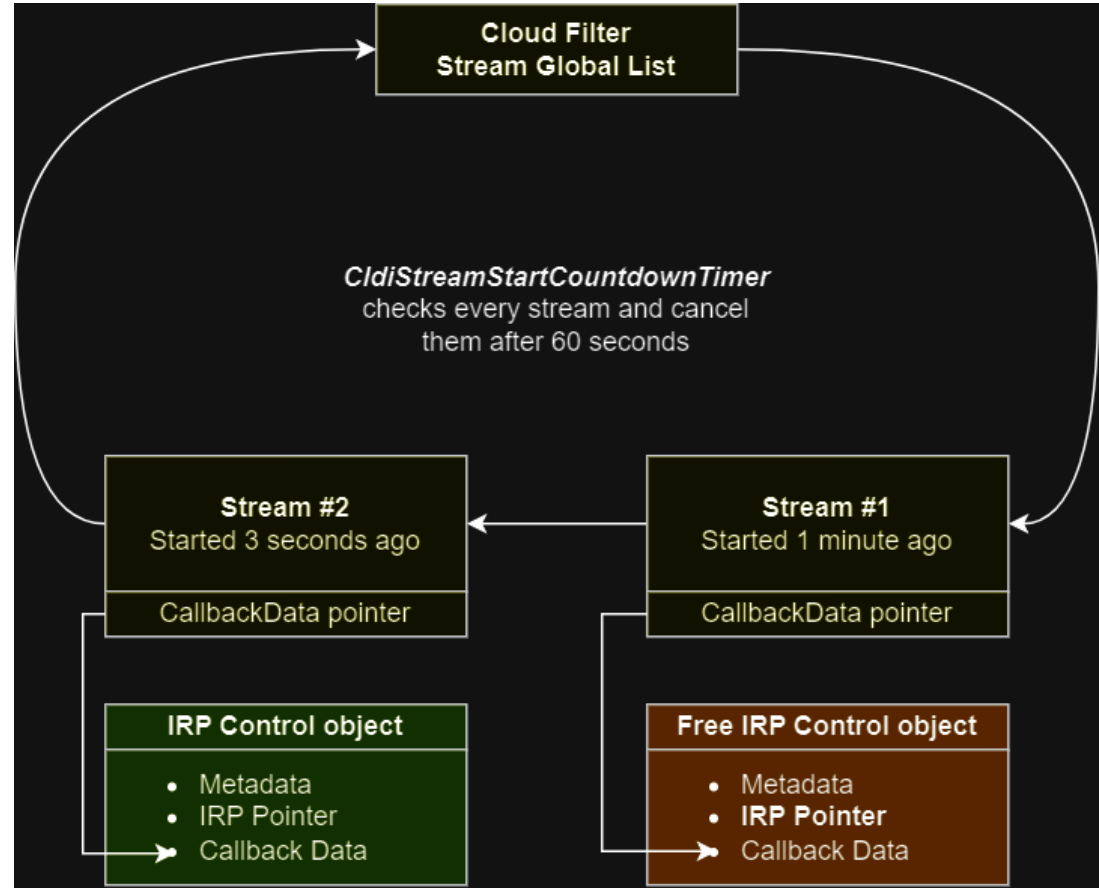 Cloud Filter
Stream Global List
CldiStreamStartCountdownTimer
checks every stream and cancel
them after 60 seconds
Stream #2
Started 3 seconds ago
CallbackData pointer
Stream #1
Started 1 minute ago
CallbackData pointer
IRP Control object
• Metadata
• IRP Pointer
• Callback Data
Free IRP Control object
• Metadata
• IRP Pointer
• Callback Data